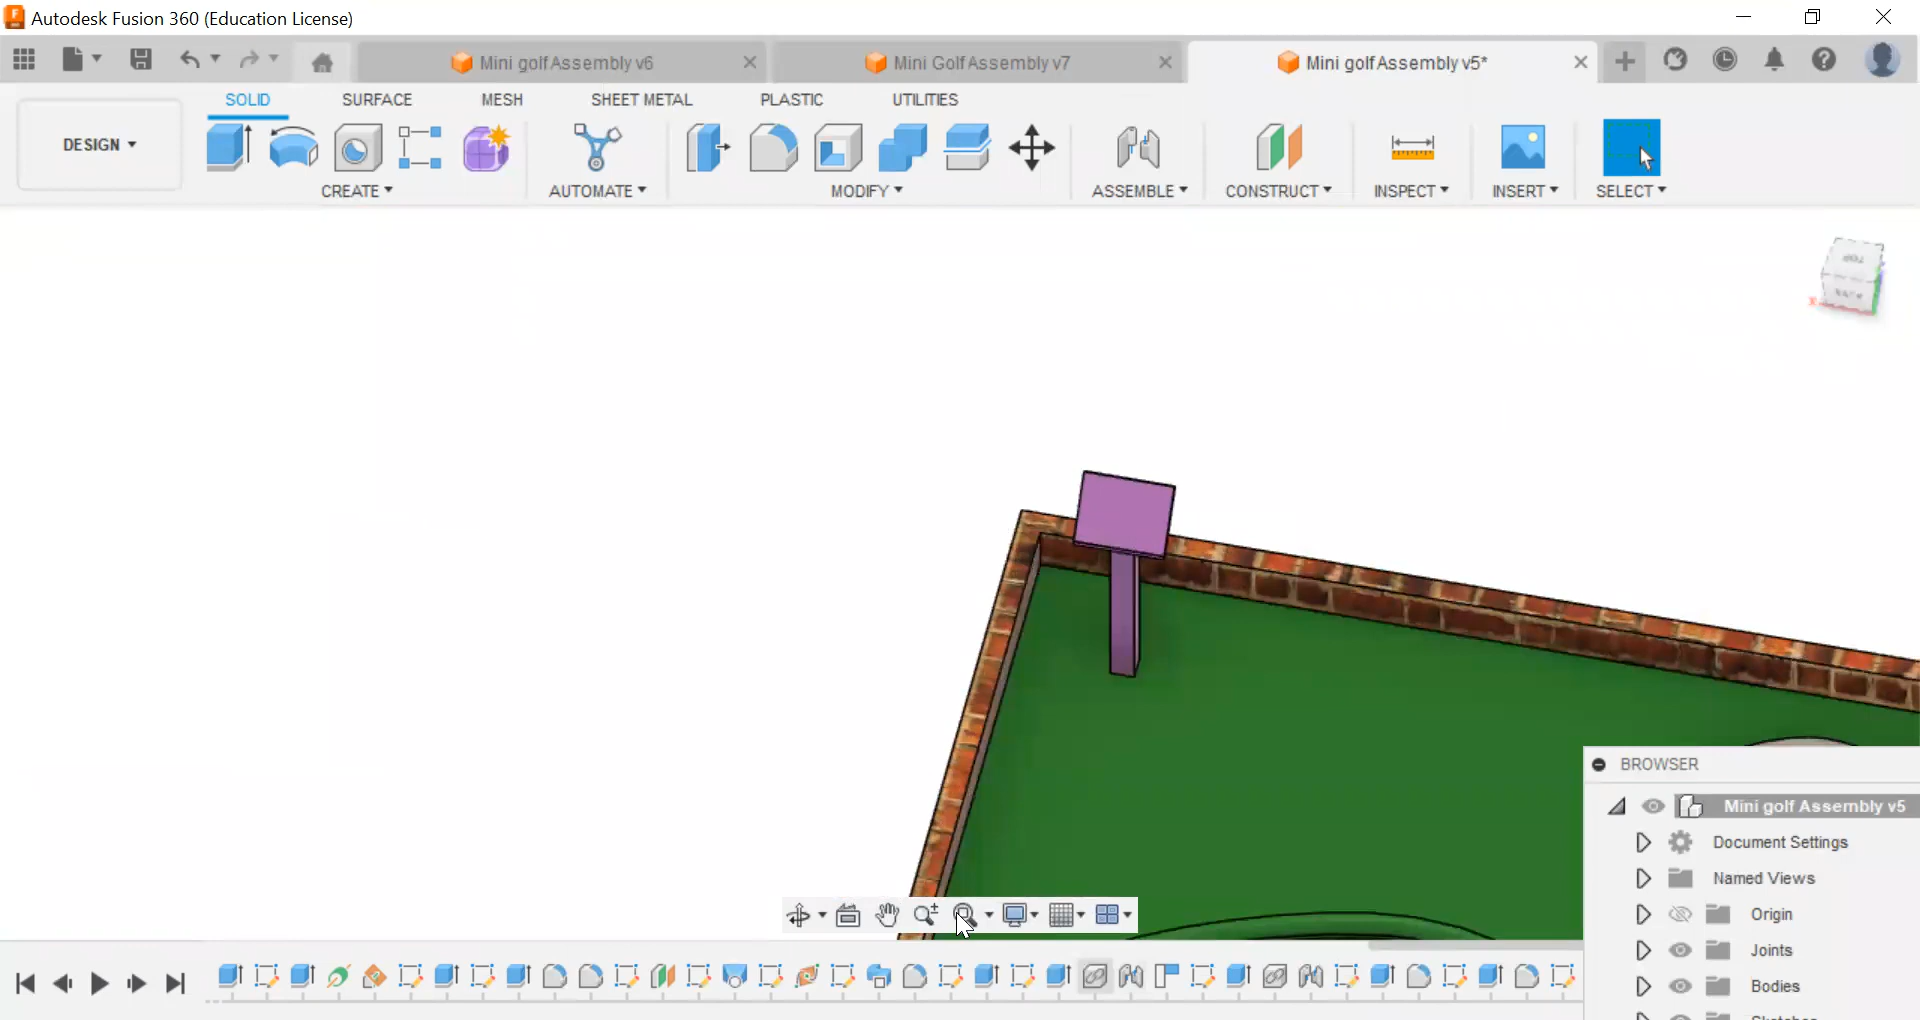 Autodesk Fusion 360 (Education License)
Mini golf Assembly v6
Mini Golf Assembly v7
Mini golf Assembly v5*
SOLID SURFACE MESH SHEET METAL PLASTIC UTILITIES
DESIGN
CREATE AUTOMATE MODIFY ASSEMBLE CONSTRUCT INSPECT INSERT SELECT
TOP
X
BROWSER
Mini golf Assembly v5
Document Settings
Named Views
Origin
Joints
Bodies